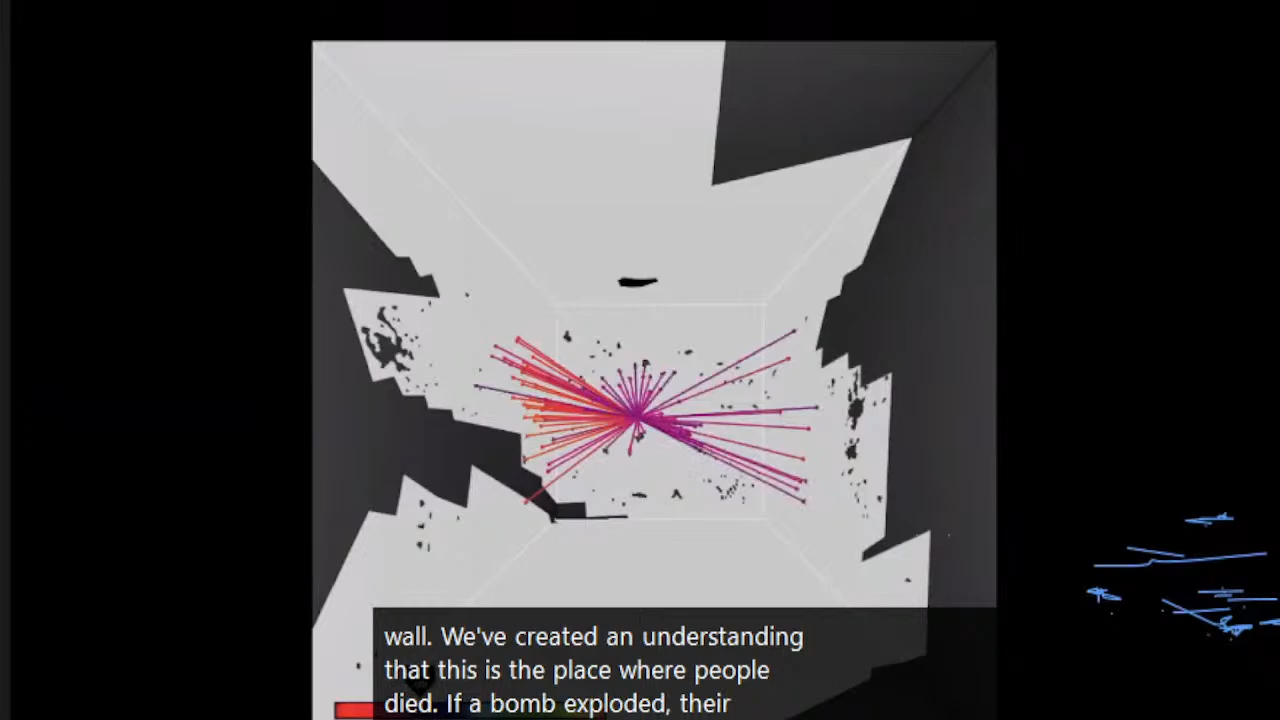 wall. We've created an understanding
that this is the place where people
died. If a bomb exploded, their